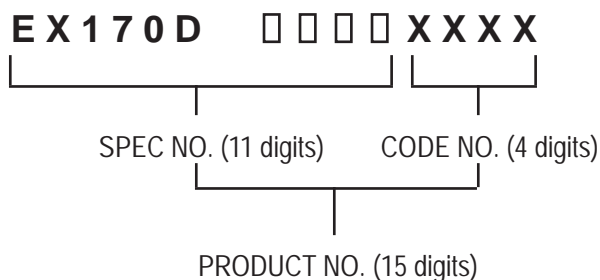 EX170D □□□□XXXX
SPEC NO. (11 digits) CODE NO. (4 digits)
PRODUCT NO. (15 digits)